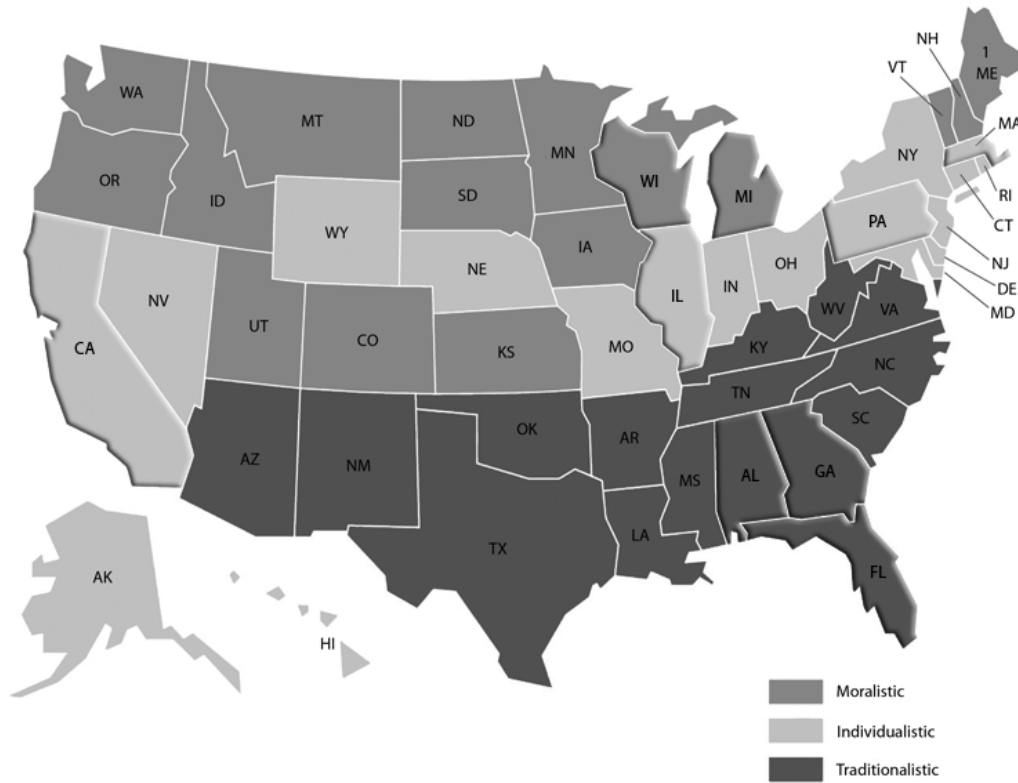 NH
1
ME
VT
WA
MT
ND
MN
MA
OR
ID
SD
WI
MI
NY
RI
WY
IA
PA
CT
NE
NV
IL
IN
OH
NJ
DE
MD
UT
CO
CA
KS
MO
WV
VA
KY
NC
TN
OK
AR
SC
AZ
NM
MS
AL
GA
LA
TX
FL
AK
HI
Moralistic
Individualistic
Traditionalistic